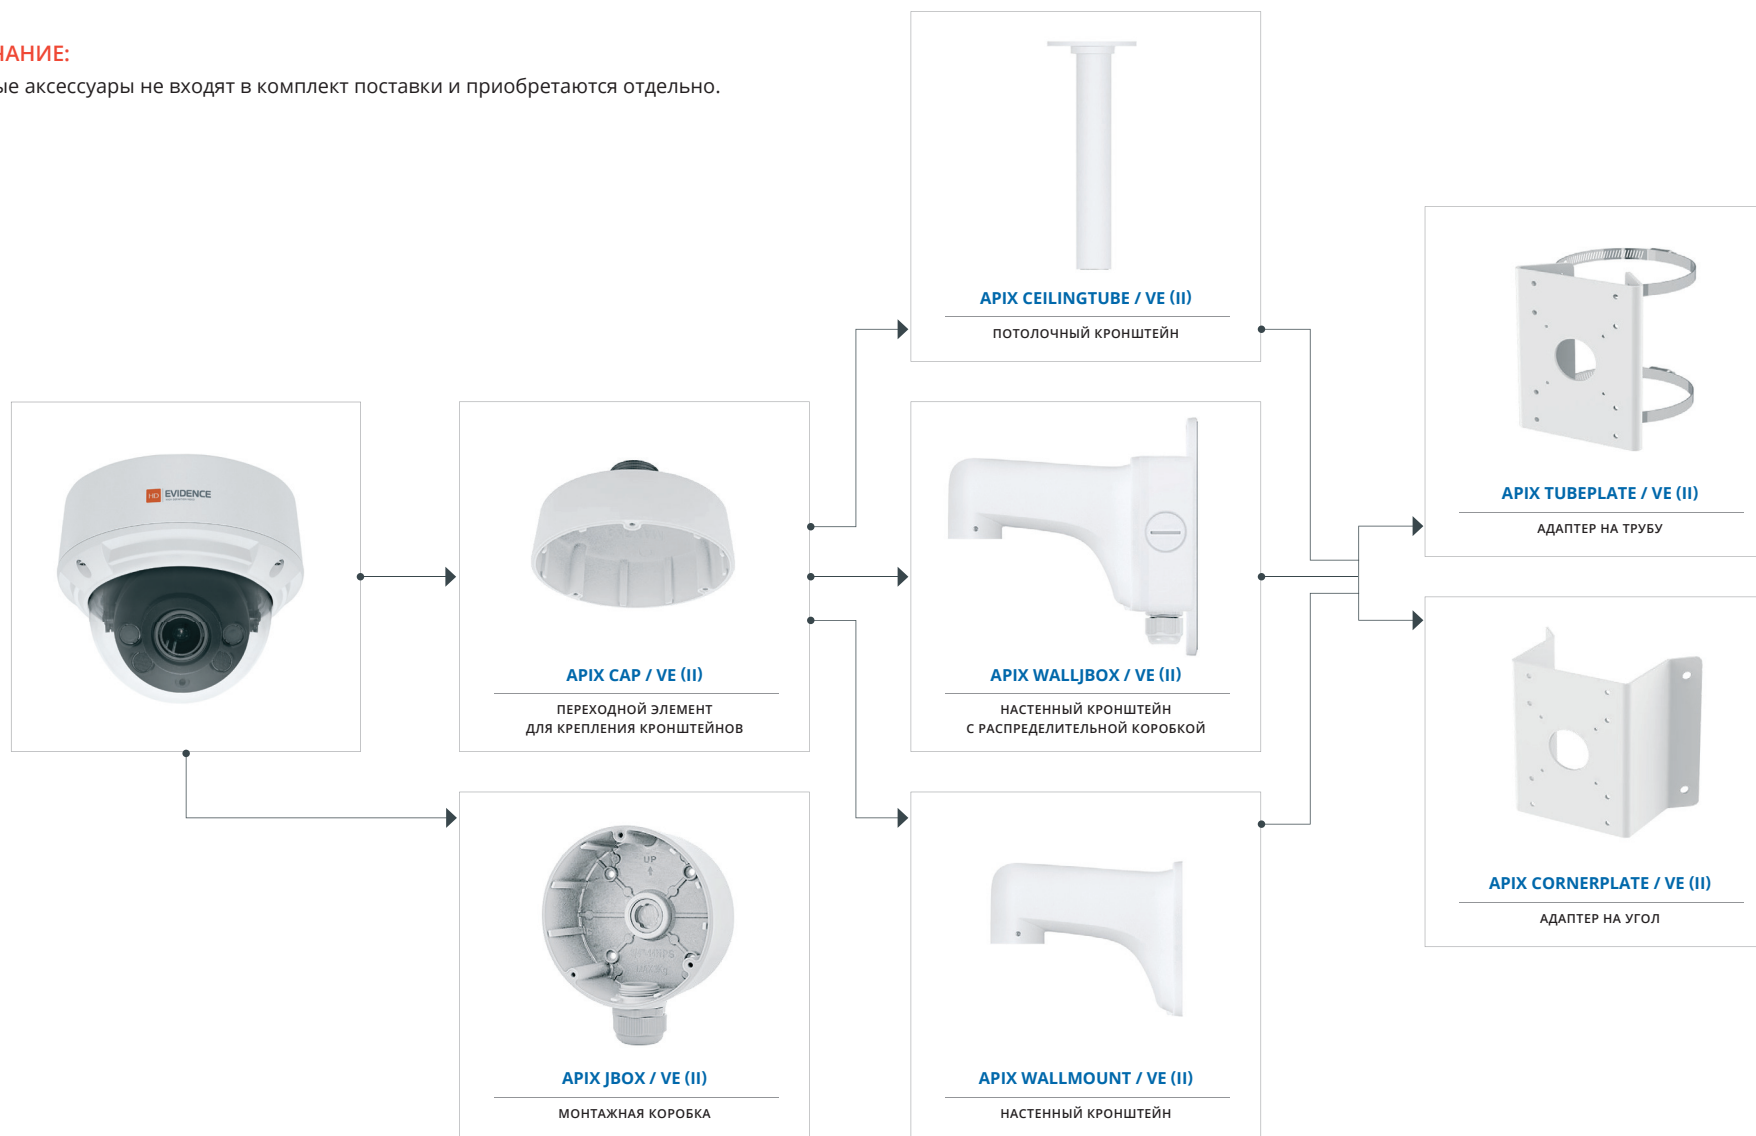 ЧАНИЕ:
ые аксессуары не входят в комплект поставки и приобретаются отдельно.
APIX CEILINGTUBE / VE (II)
ПОТОЛОЧНЫЙ КРОНШТЕЙН
APIX TUBEPLATE / VE (II)
АДАПТЕР НА ТРУБУ
HD EVIDENCE
APIX CAP / VE (II)
ПЕРЕХОДНОЙ ЭЛЕМЕНТ
ДЛЯ КРЕПЛЕНИЯ КРОНШТЕЙНОВ
APIX WALLJBOX / VE (II)
НАСТЕННЫЙ КРОНШТЕЙН
С РАСПРЕДЕЛИТЕЛЬНОЙ КОРОБКОЙ
APIX CORNERPLATE / VE (II)
АДАПТЕР НА УГОЛ
UP
APIX JBOX / VE (II)
МОНТАЖНАЯ КОРОБКА
APIX WALLMOUNT / VE (II)
НАСТЕННЫЙ КРОНШТЕЙН